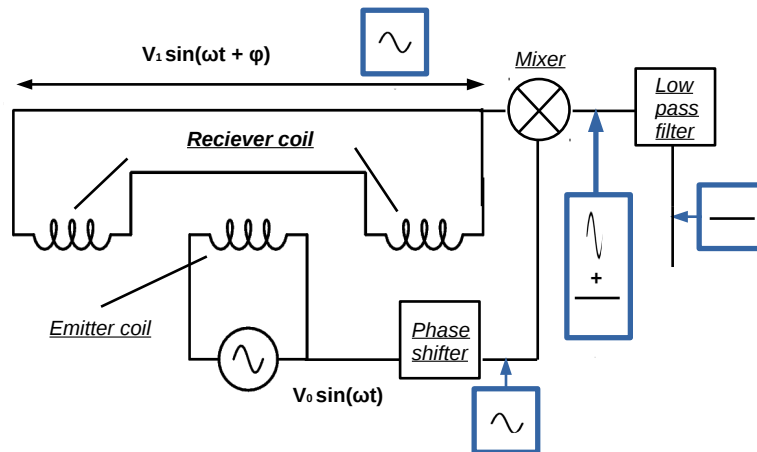 V₁ sin(ωt + φ)
Mixer
Low
pass
filter
Reciever coil
+
Emitter coil
Phase
shifter
V₀ sin(ωt)